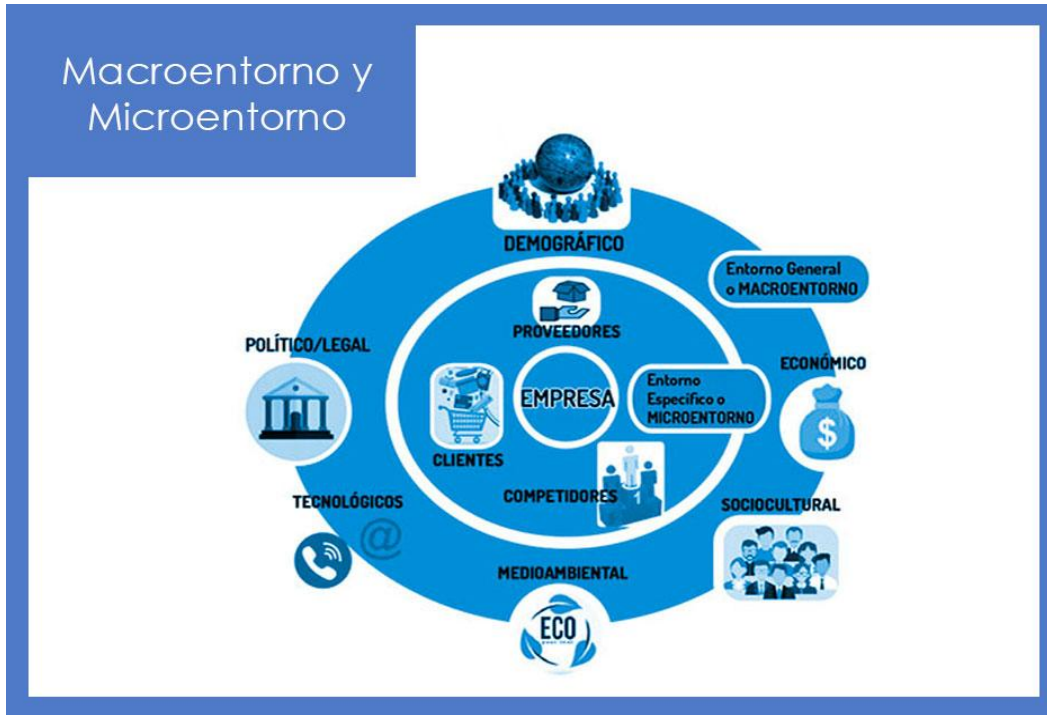 Macroentorno y
Microentorno
DEMOGRÁFICO
Entorno General
o MACROENTORNO
PROVEEDORES
POLÍTICO/LEGAL
ECONÓMICO
EMPRESA
Entorno
Específico o
MICROENTORNO
$
CLIENTES
COMPETIDORES
TECNOLÓGICOS
@
SOCIOCULTURAL
MEDIOAMBIENTAL
ECO